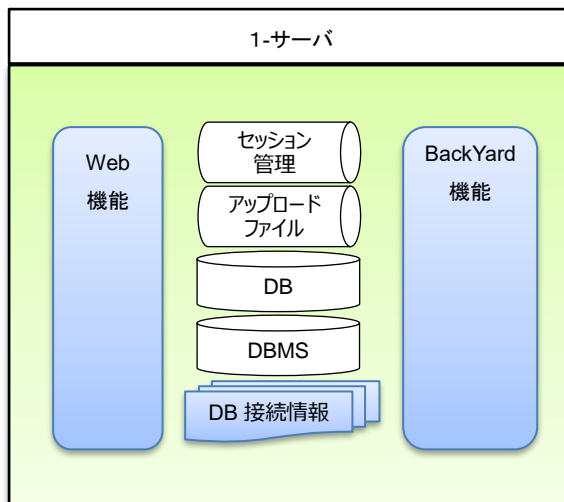 1-サーバ
Web
機能
セッション
管理
アップロード
ファイル
DB
DBMS
DB 接続情報
BackYard
機能